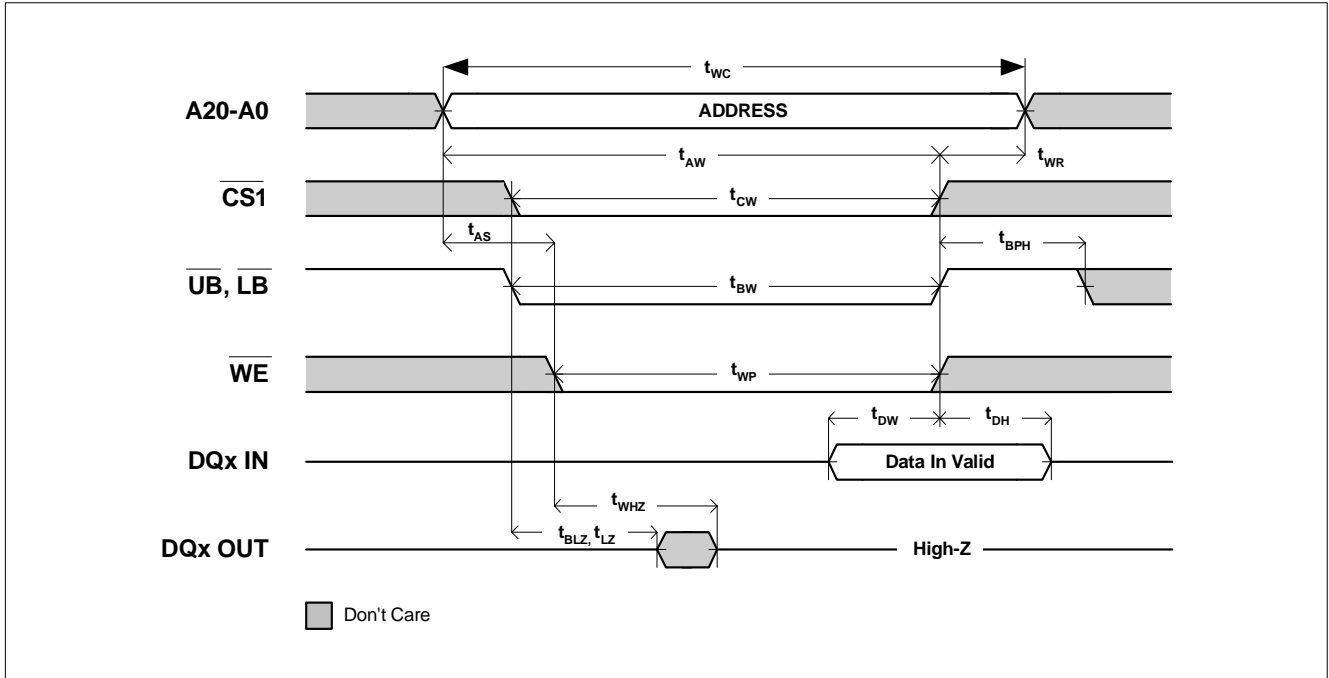 tWC
A20-A0 ADDRESS
tAW tWR
CS1 tCW
tAS tBPH
UB, LB tBW
WE tWP
tDW tDH
DQx IN Data In Valid
tWHZ
tBLZ, tLZ
DQx OUT High-Z
Don't Care